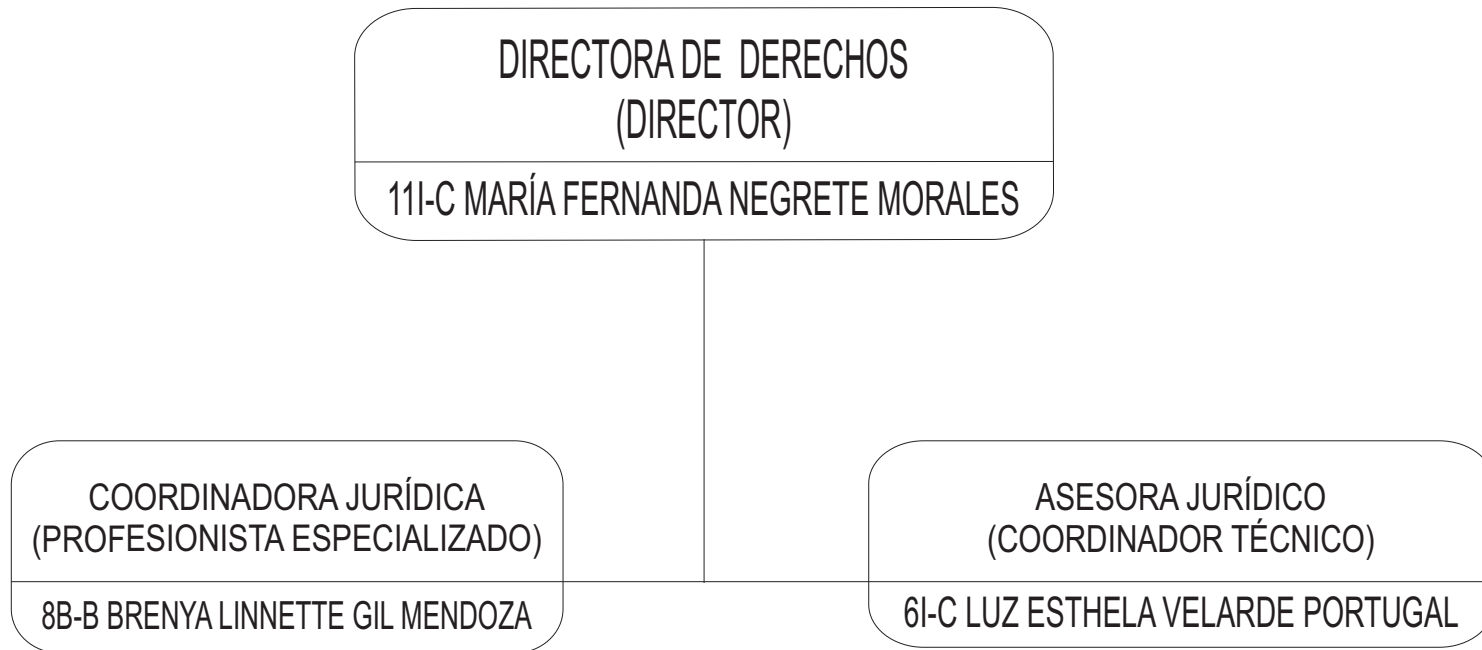 DIRECTORA DE DERECHOS
(DIRECTOR)
11I-C MARÍA FERNANDA NEGRETE MORALES
COORDINADORA JURÍDICA
(PROFESIONISTA ESPECIALIZADO)
8B-B BRENYA LINNETTE GIL MENDOZA
ASESORA JURÍDICO
(COORDINADOR TÉCNICO)
6I-C LUZ ESTHELA VELARDE PORTUGAL